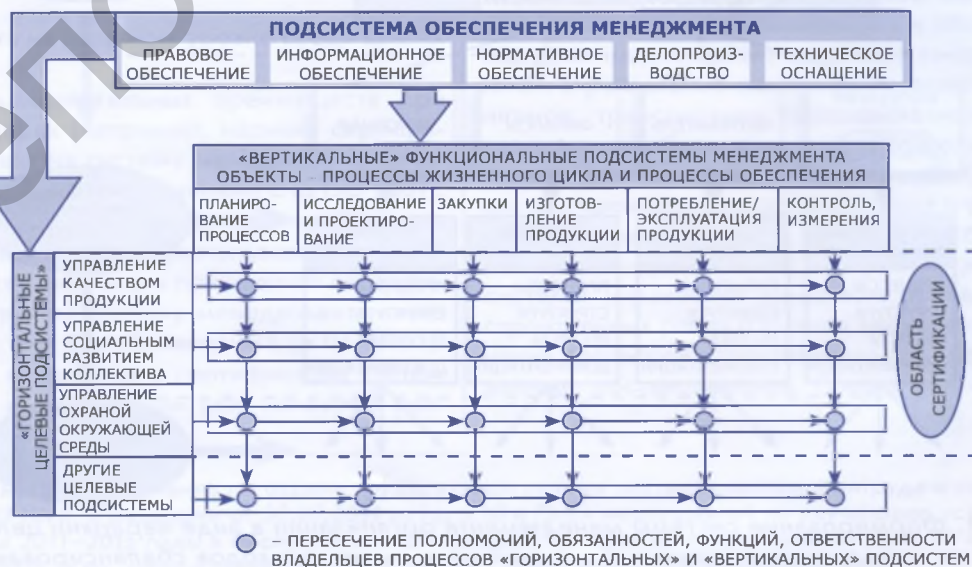 ПОДСИСТЕМА ОБЕСПЕЧЕНИЯ МЕНЕДЖМЕНТА
ПРАВОВОЕ
ОБЕСПЕЧЕНИЕ
ИНФОРМАЦИОННОЕ
ОБЕСПЕЧЕНИЕ
НОРМАТИВНОЕ
ОБЕСПЕЧЕНИЕ
ДЕЛОПРОИЗ-
ВОДСТВО
ТЕХНИЧЕСКОЕ
ОСНАЩЕНИЕ
«ВЕРТИКАЛЬНЫЕ» ФУНКЦИОНАЛЬНЫЕ ПОДСИСТЕМЫ МЕНЕДЖМЕНТА
ОБЪЕКТЫ - ПРОЦЕССЫ ЖИЗНЕННОГО ЦИКЛА И ПРОЦЕССЫ ОБЕСПЕЧЕНИЯ
ПЛАНИРО-
ВАНИЕ
ПРОЦЕССОВ
ИССЛЕДОВАНИЕ
И ПРОЕКТИРО-
ВАНИЕ
ЗАКУПКИ
ИЗГОТОВ-
ЛЕНИЕ
ПРОДУКЦИИ
ПОТРЕБЛЕНИЕ/
ЭКСПЛУАТАЦИЯ
ПРОДУКЦИИ
КОНТРОЛЬ,
ИЗМЕРЕНИЯ
«ГОРИЗОНТАЛЬНЫЕ
ЦЕЛЕВЫЕ ПОДСИСТЕМЫ»
УПРАВЛЕНИЕ
КАЧЕСТВОМ
ПРОДУКЦИИ
УПРАВЛЕНИЕ
СОЦИАЛЬНЫМ
РАЗВИТИЕМ
КОЛЛЕКТИВА
УПРАВЛЕНИЕ
ОХРАНОЙ
ОКРУЖАЮЩЕЙ
СРЕДЫ
ДРУГИЕ
ЦЕЛЕВЫЕ
ПОДСИСТЕМЫ
ОБЛАСТЬ
СЕРТИФИКАЦИИ
– ПЕРЕСЕЧЕНИЕ ПОЛНОМОЧИЙ, ОБЯЗАННОСТЕЙ, ФУНКЦИЙ, ОТВЕТСТВЕННОСТИ
ВЛАДЕЛЬЦЕВ ПРОЦЕССОВ «ГОРИЗОНТАЛЬНЫХ» И «ВЕРТИКАЛЬНЫХ» ПОДСИСТЕМ